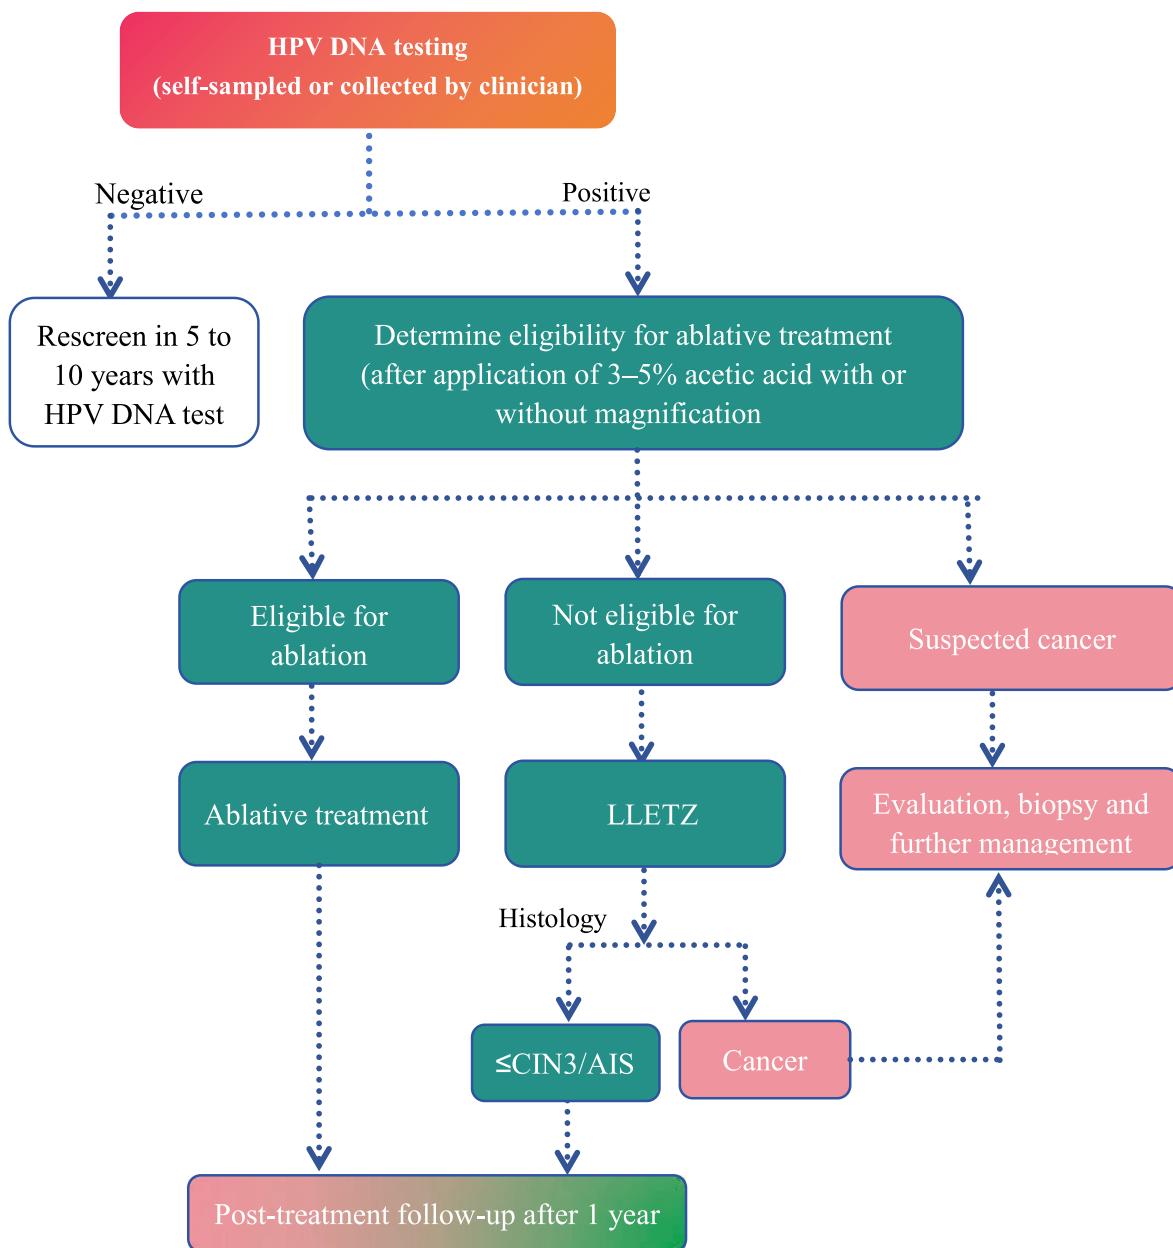 HPV DNA testing
(self-sampled or collected by clinician)
Negative
Positive
Rescreen in 5 to
10 years with
HPV DNA test
Determine eligibility for ablative treatment
(after application of 3–5% acetic acid with or
without magnification
Eligible for
ablation
Not eligible for
ablation
Suspected cancer
Ablative treatment
LLETZ
Evaluation, biopsy and
further management
Histology
≤CIN3/AIS
Cancer
Post-treatment follow-up after 1 year